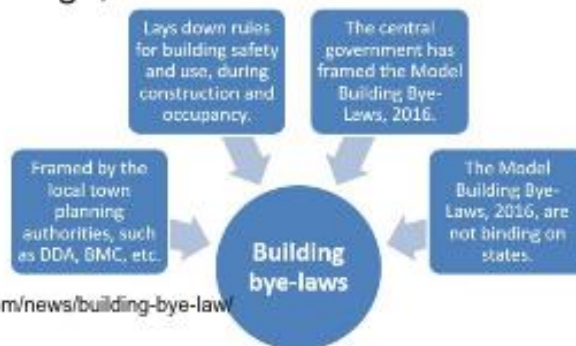 Lays down rules
for building safety
and use, during
construction and
occupancy.
The central
government has
framed the Model
Building Bye-
Laws, 2016.
Framed by the
local town
planning
authorities, such
as DDA, BMC, etc.
The Model
Building Bye-
Laws, 2016, are
not binding on
states.
Building
bye-laws
m/news/building-bye-law/